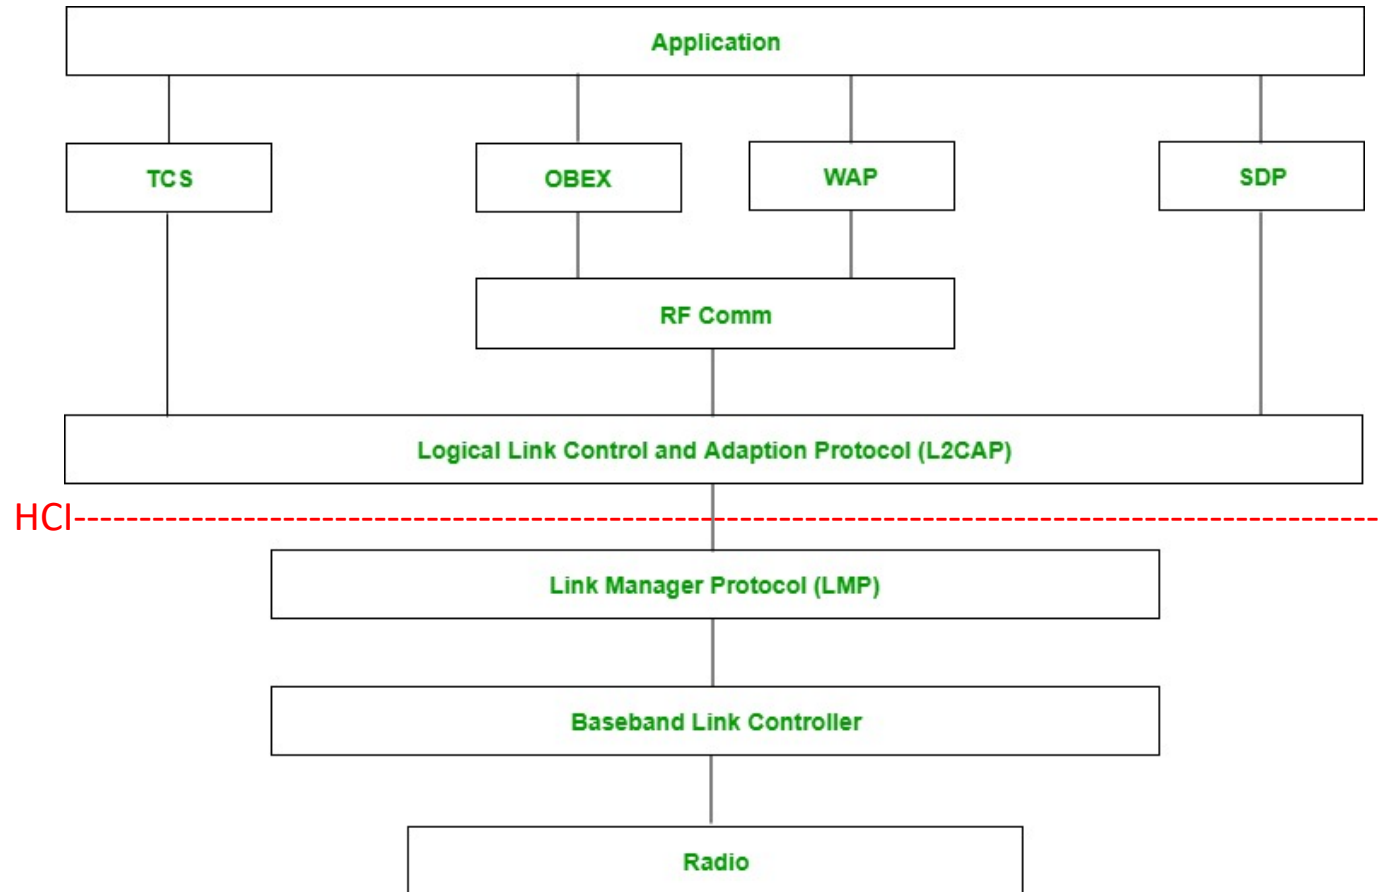 Application
TCS
OBEX
WAP
SDP
RF Comm
Logical Link Control and Adaption Protocol (L2CAP)
HCI
Link Manager Protocol (LMP)
Baseband Link Controller
Radio